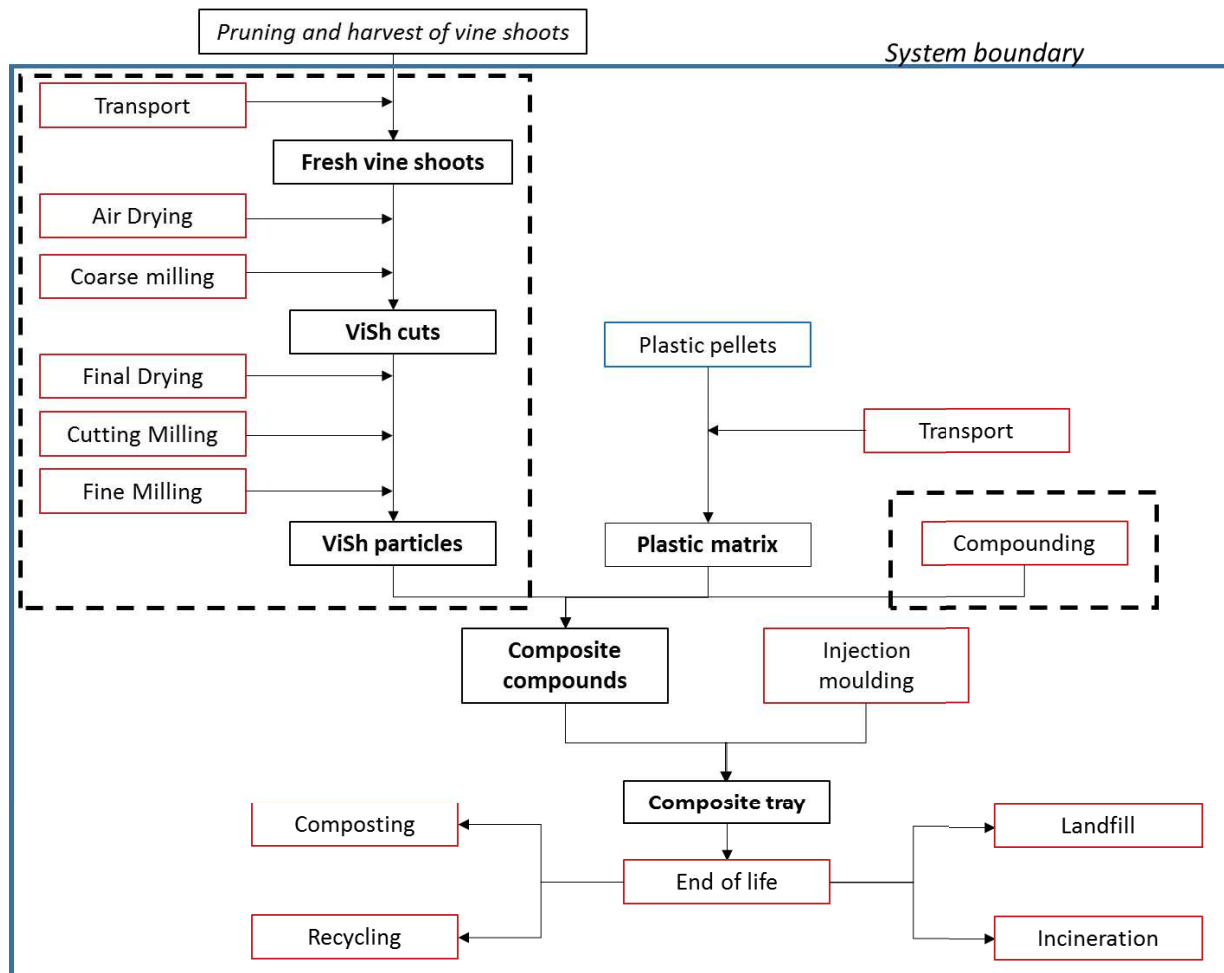 Pruning and harvest of vine shoots
System boundary
Transport
Fresh vine shoots
Air Drying
Coarse milling
ViSh cuts
Plastic pellets
Final Drying
Transport
Cutting Milling
Fine Milling
ViSh particles
Plastic matrix
Compounding
Composite
compounds
Injection
moulding
Composite tray
Composting
Landfill
End of life
Recycling
Incineration